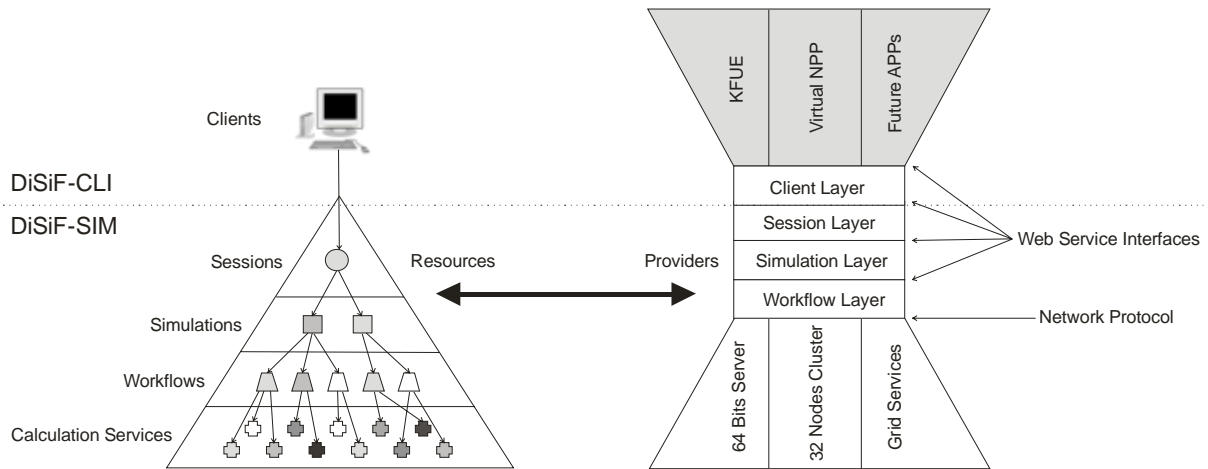 KFUE
Virtual NPP
Future APPs
Clients
DiSiF-CLI
Client Layer
DiSiF-SIM
Session Layer
Web Service Interfaces
Sessions
Resources
Providers
Simulation Layer
Workflow Layer
Simulations
Network Protocol
Workflows
64 Bits Server
32 Nodes Cluster
Grid Services
Calculation Services